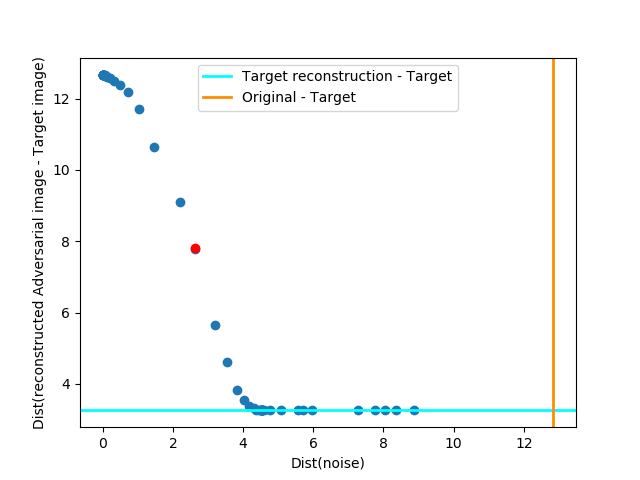 Target reconstruction - Target
Original - Target
Dist(reconstructed Adversarial image - Target image)
12
10
8
6
4
0 2 4 6 8 10 12
Dist(noise)